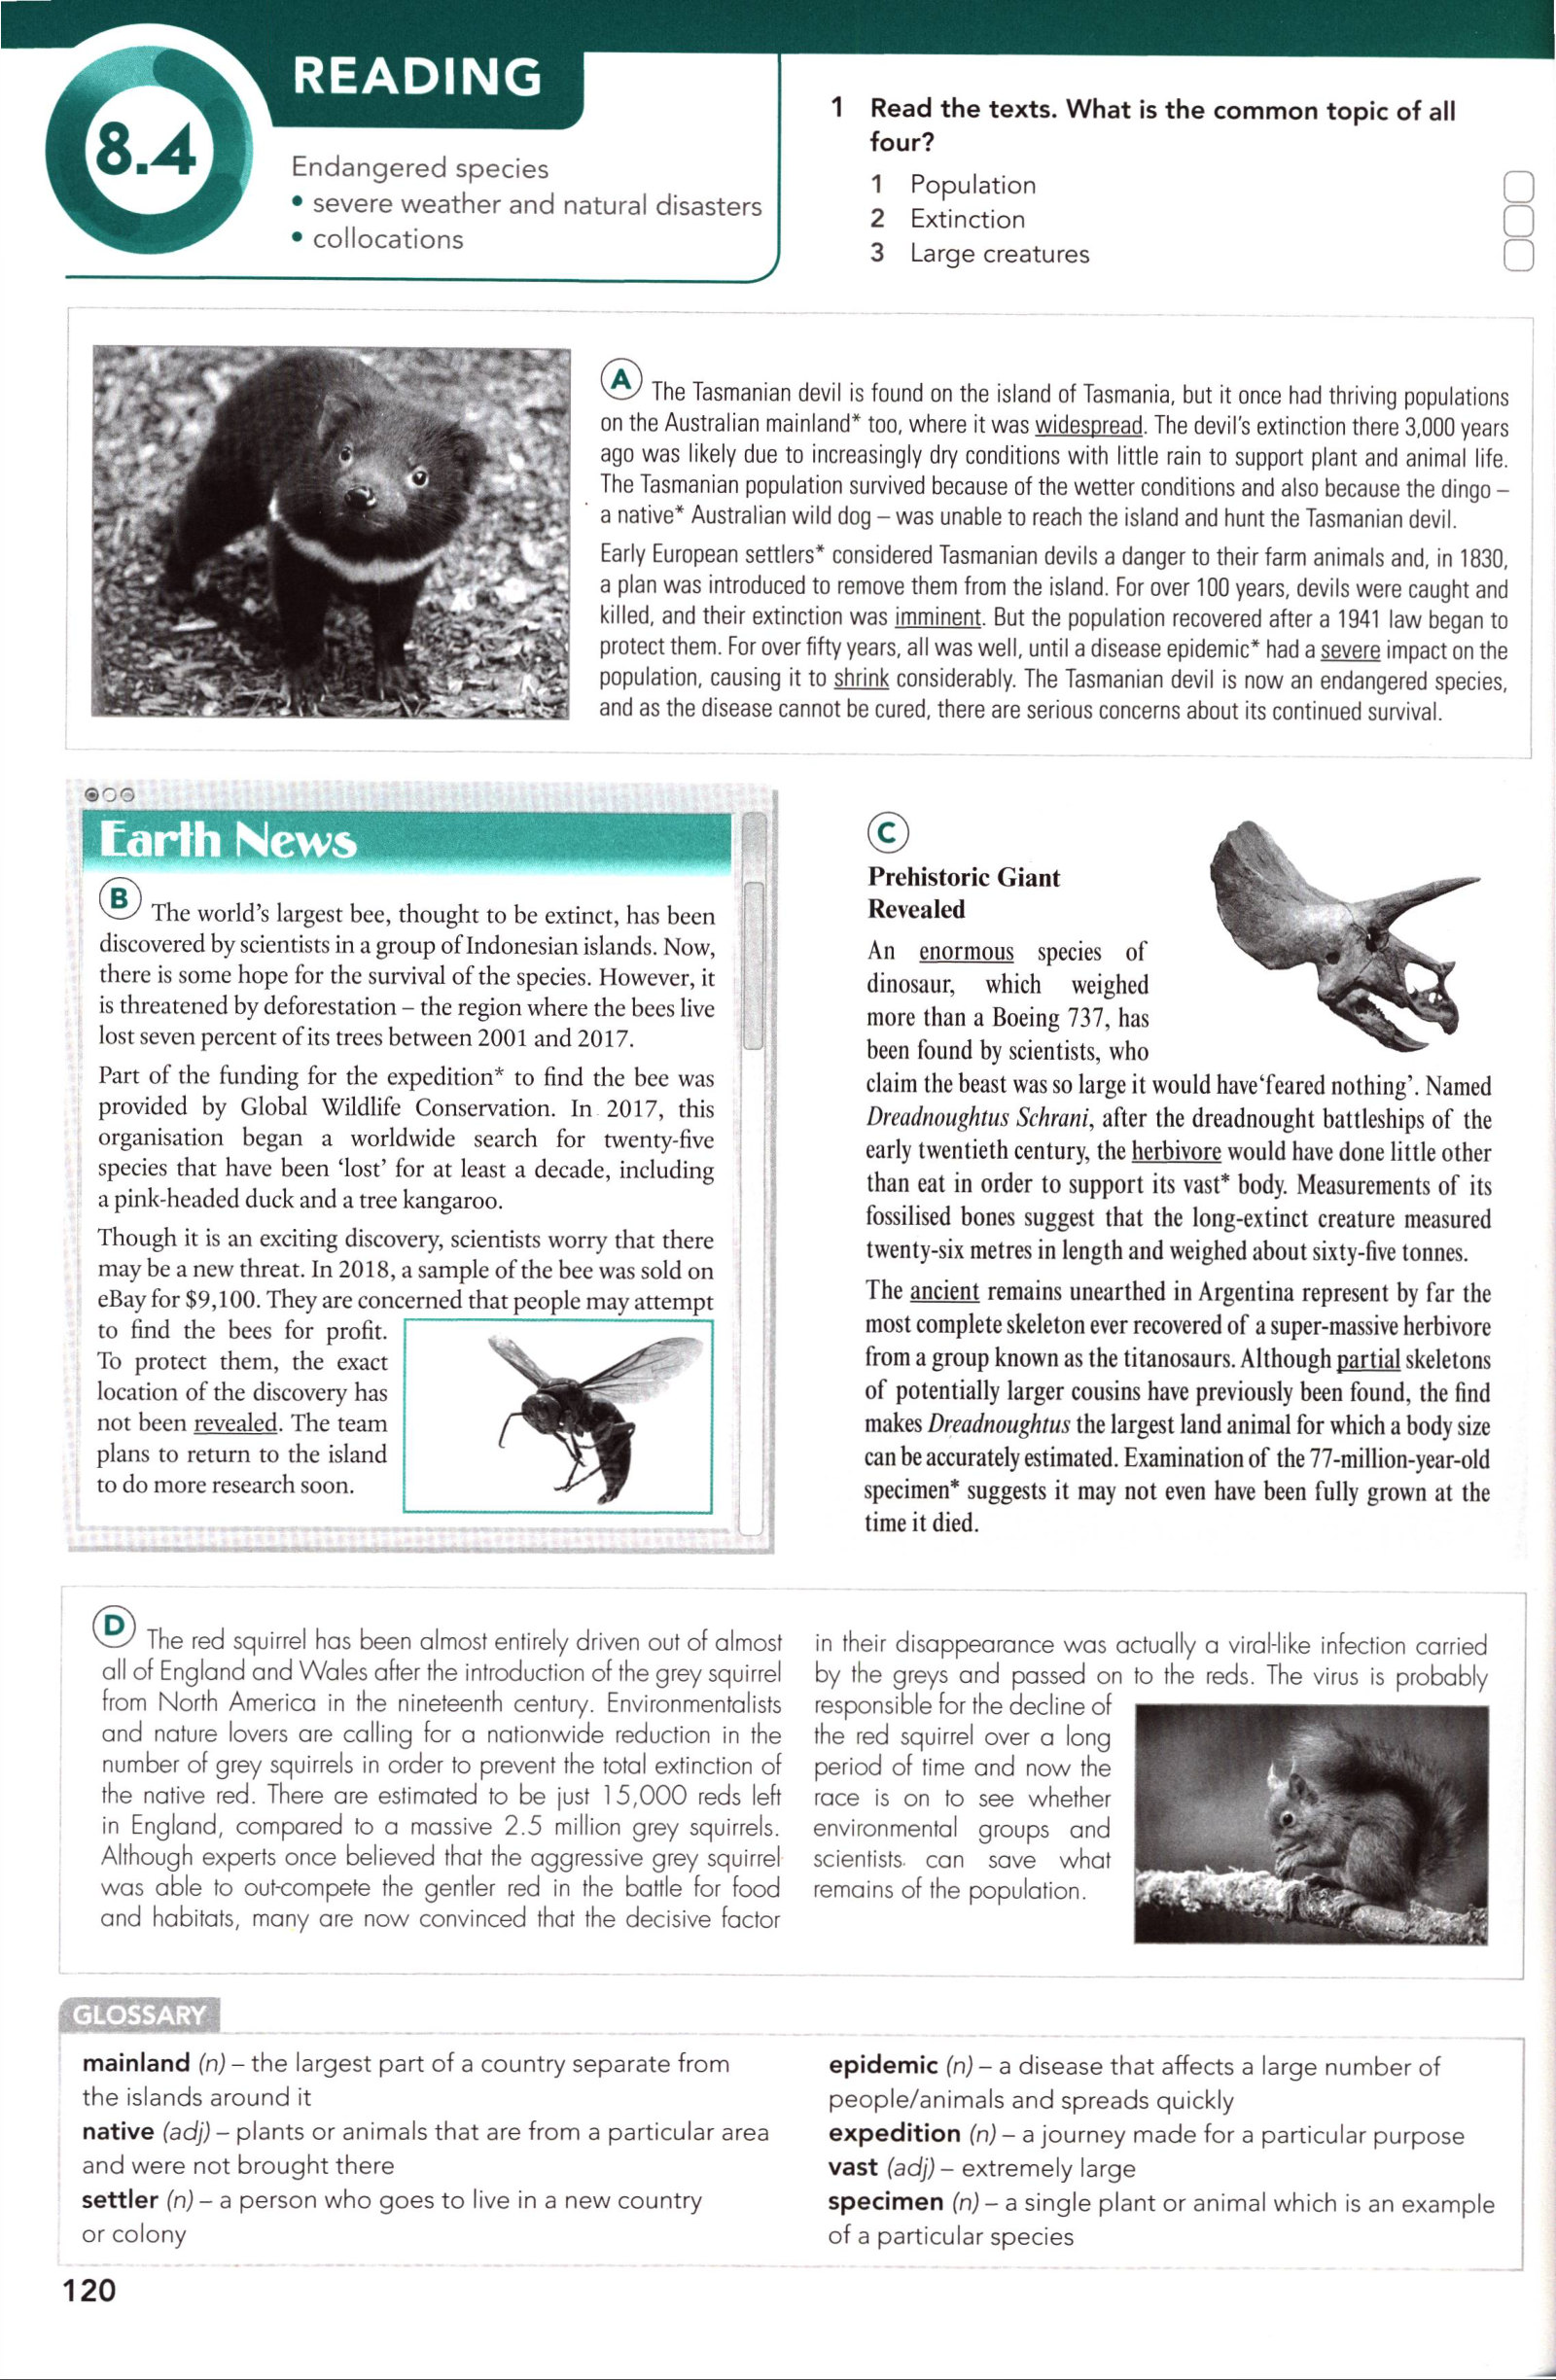 READING
8.4
Endangered species
• severe weather and natural disasters
• collocations
1 Read the texts. What is the common topic of all
four?
1 Population
2 Extinction
3 Large creatures
A The Tasmanian devil is found on the island of Tasmania, but it once had thriving populations
on the Australian mainland* too, where it was widespread. The devil's extinction there 3,000 years
ago was likely due to increasingly dry conditions with little rain to support plant and animal life.
The Tasmanian population survived because of the wetter conditions and also because the dingo –
a native* Australian wild dog – was unable to reach the island and hunt the Tasmanian devil.
Early European settlers* considered Tasmanian devils a danger to their farm animals and, in 1830,
a plan was introduced to remove them from the island. For over 100 years, devils were caught and
killed, and their extinction was imminent. But the population recovered after a 1941 law began to
protect them. For over fifty years, all was well, until a disease epidemic* had a severe impact on the
population, causing it to shrink considerably. The Tasmanian devil is now an endangered species,
and as the disease cannot be cured, there are serious concerns about its continued survival.
Earth News
B The world's largest bee, thought to be extinct, has been
discovered by scientists in a group of Indonesian islands. Now,
there is some hope for the survival of the species. However, it
is threatened by deforestation – the region where the bees live
lost seven percent of its trees between 2001 and 2017.
Part of the funding for the expedition* to find the bee was
provided by Global Wildlife Conservation. In 2017, this
organisation began a worldwide search for twenty-five
species that have been 'lost' for at least a decade, including
a pink-headed duck and a tree kangaroo.
Though it is an exciting discovery, scientists worry that there
may be a new threat. In 2018, a sample of the bee was sold on
eBay for $9,100. They are concerned that people may attempt
to find the bees for profit.
To protect them, the exact
location of the discovery has
not been revealed. The team
plans to return to the island
to do more research soon.
C
Prehistoric Giant
Revealed
An enormous species of
dinosaur, which weighed
more than a Boeing 737, has
been found by scientists, who
claim the beast was so large it would have 'feared nothing'. Named
Dreadnoughtus Schrani, after the dreadnought battleships of the
early twentieth century, the herbivore would have done little other
than eat in order to support its vast* body. Measurements of its
fossilised bones suggest that the long-extinct creature measured
twenty-six metres in length and weighed about sixty-five tonnes.
The ancient remains unearthed in Argentina represent by far the
most complete skeleton ever recovered of a super-massive herbivore
from a group known as the titanosaurs. Although partial skeletons
of potentially larger cousins have previously been found, the find
makes Dreadnoughtus the largest land animal for which a body size
can be accurately estimated. Examination of the 77-million-year-old
specimen* suggests it may not even have been fully grown at the
time it died.
D The red squirrel has been almost entirely driven out of almost
all of England and Wales after the introduction of the grey squirrel
from North America in the nineteenth century. Environmentalists
and nature lovers are calling for a nationwide reduction in the
number of grey squirrels in order to prevent the total extinction of
the native red. There are estimated to be just 15,000 reds left
in England, compared to a massive 2.5 million grey squirrels.
Although experts once believed that the aggressive grey squirrel
was able to out-compete the gentler red in the battle for food
and habitats, many are now convinced that the decisive factor
in their disappearance was actually a viral-like infection carried
by the greys and passed on to the reds. The virus is probably
responsible for the decline of
the red squirrel over a long
period of time and now the
race is on to see whether
environmental groups and
scientists can save what
remains of the population.
GLOSSARY
mainland (n) – the largest part of a country separate from
the islands around it
native (adj) – plants or animals that are from a particular area
and were not brought there
settler (n) – a person who goes to live in a new country
or colony
epidemic (n) – a disease that affects a large number of
people/animals and spreads quickly
expedition (n) – a journey made for a particular purpose
vast (adj) – extremely large
specimen (n) – a single plant or animal which is an example
of a particular species
120